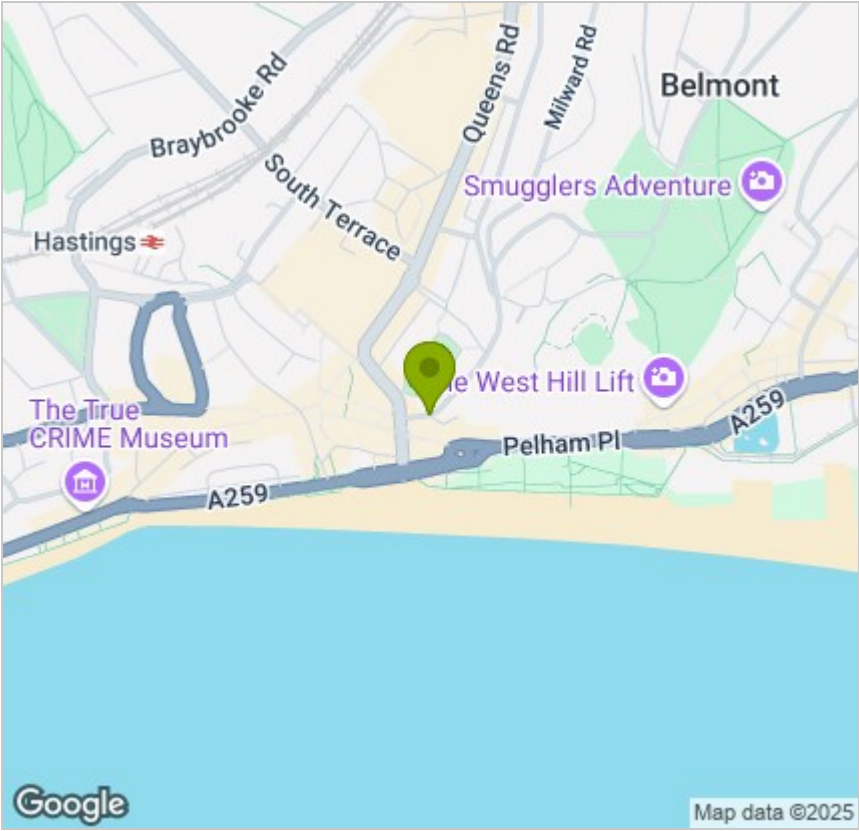 Belmont
Queens Rd
Milward Rd
Braybrooke Rd
Smugglers Adventure
South Terrace
Hastings
e West Hill Lift
The True
CRIME Museum
A259
Pelham Pl
A259
Google
Map data ©2025